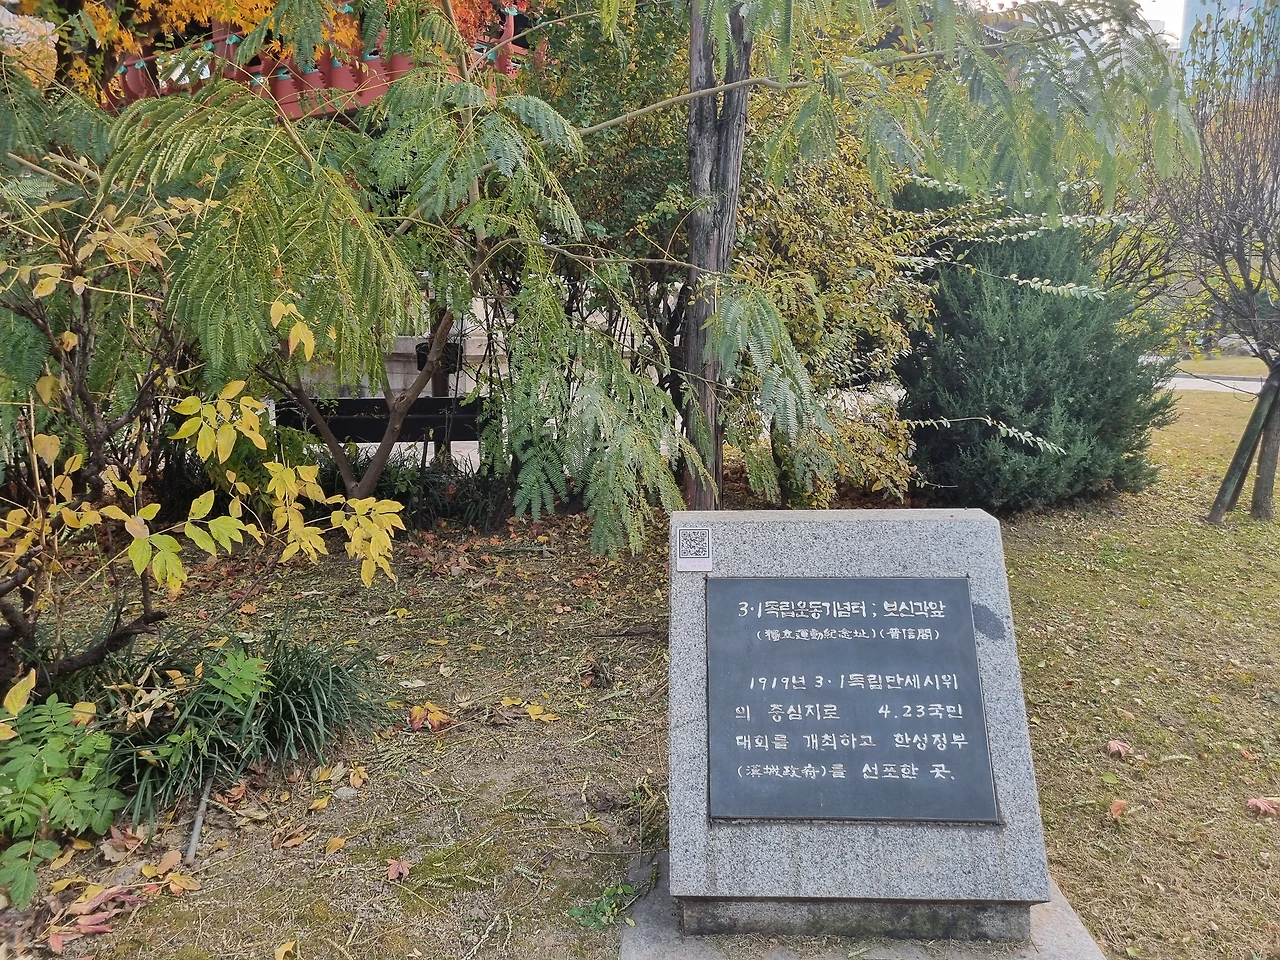 3·1독립운동기념터; 보신각앞
(獨立運動紀念址)(普信閣)
1919년 3·1독립만세시위
의 중심지로 4.23국민
대회를 개최하고 한성정부
(漢城政府)를 선포한 곳.